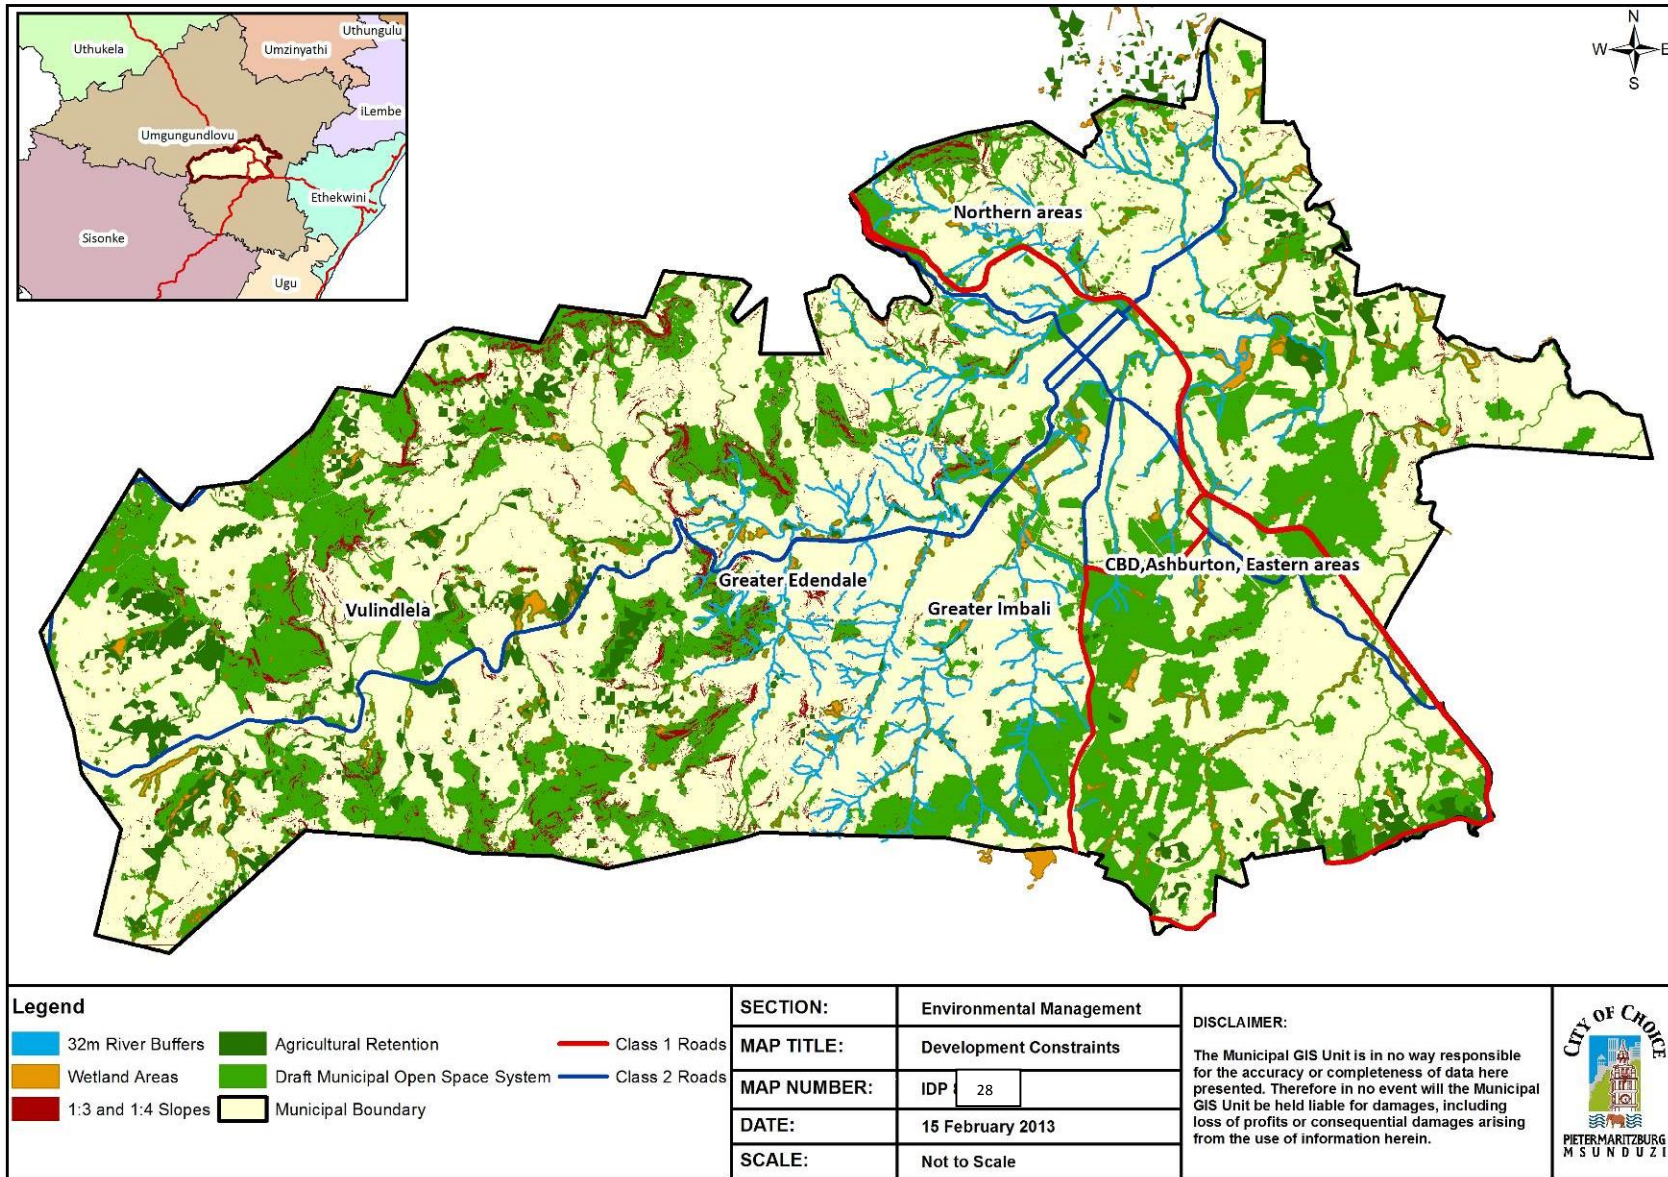 Uthungulu
Uthukela
Umzinyathi
iLembe
Umgungundlovu
Ethekwini
Sisonke
Ugu
N
W E
S
Northern areas
CBD,Ashburton, Eastern areas
Greater Edendale
Vulindlela
Greater Imbali
Legend
32m River Buffers
Agricultural Retention
Class 1 Roads
Wetland Areas
Draft Municipal Open Space System
Class 2 Roads
1:3 and 1:4 Slopes
Municipal Boundary
SECTION: Environmental Management
MAP TITLE: Development Constraints
MAP NUMBER: IDP 28
DATE: 15 February 2013
SCALE: Not to Scale
DISCLAIMER:
The Municipal GIS Unit is in no way responsible
for the accuracy or completeness of data here
presented. Therefore in no event will the Municipal
GIS Unit be held liable for damages, including
loss of profits or consequential damages arising
from the use of information herein.
CITY OF CHOICE
PIETERMARITZBURG
MSUNDUZI